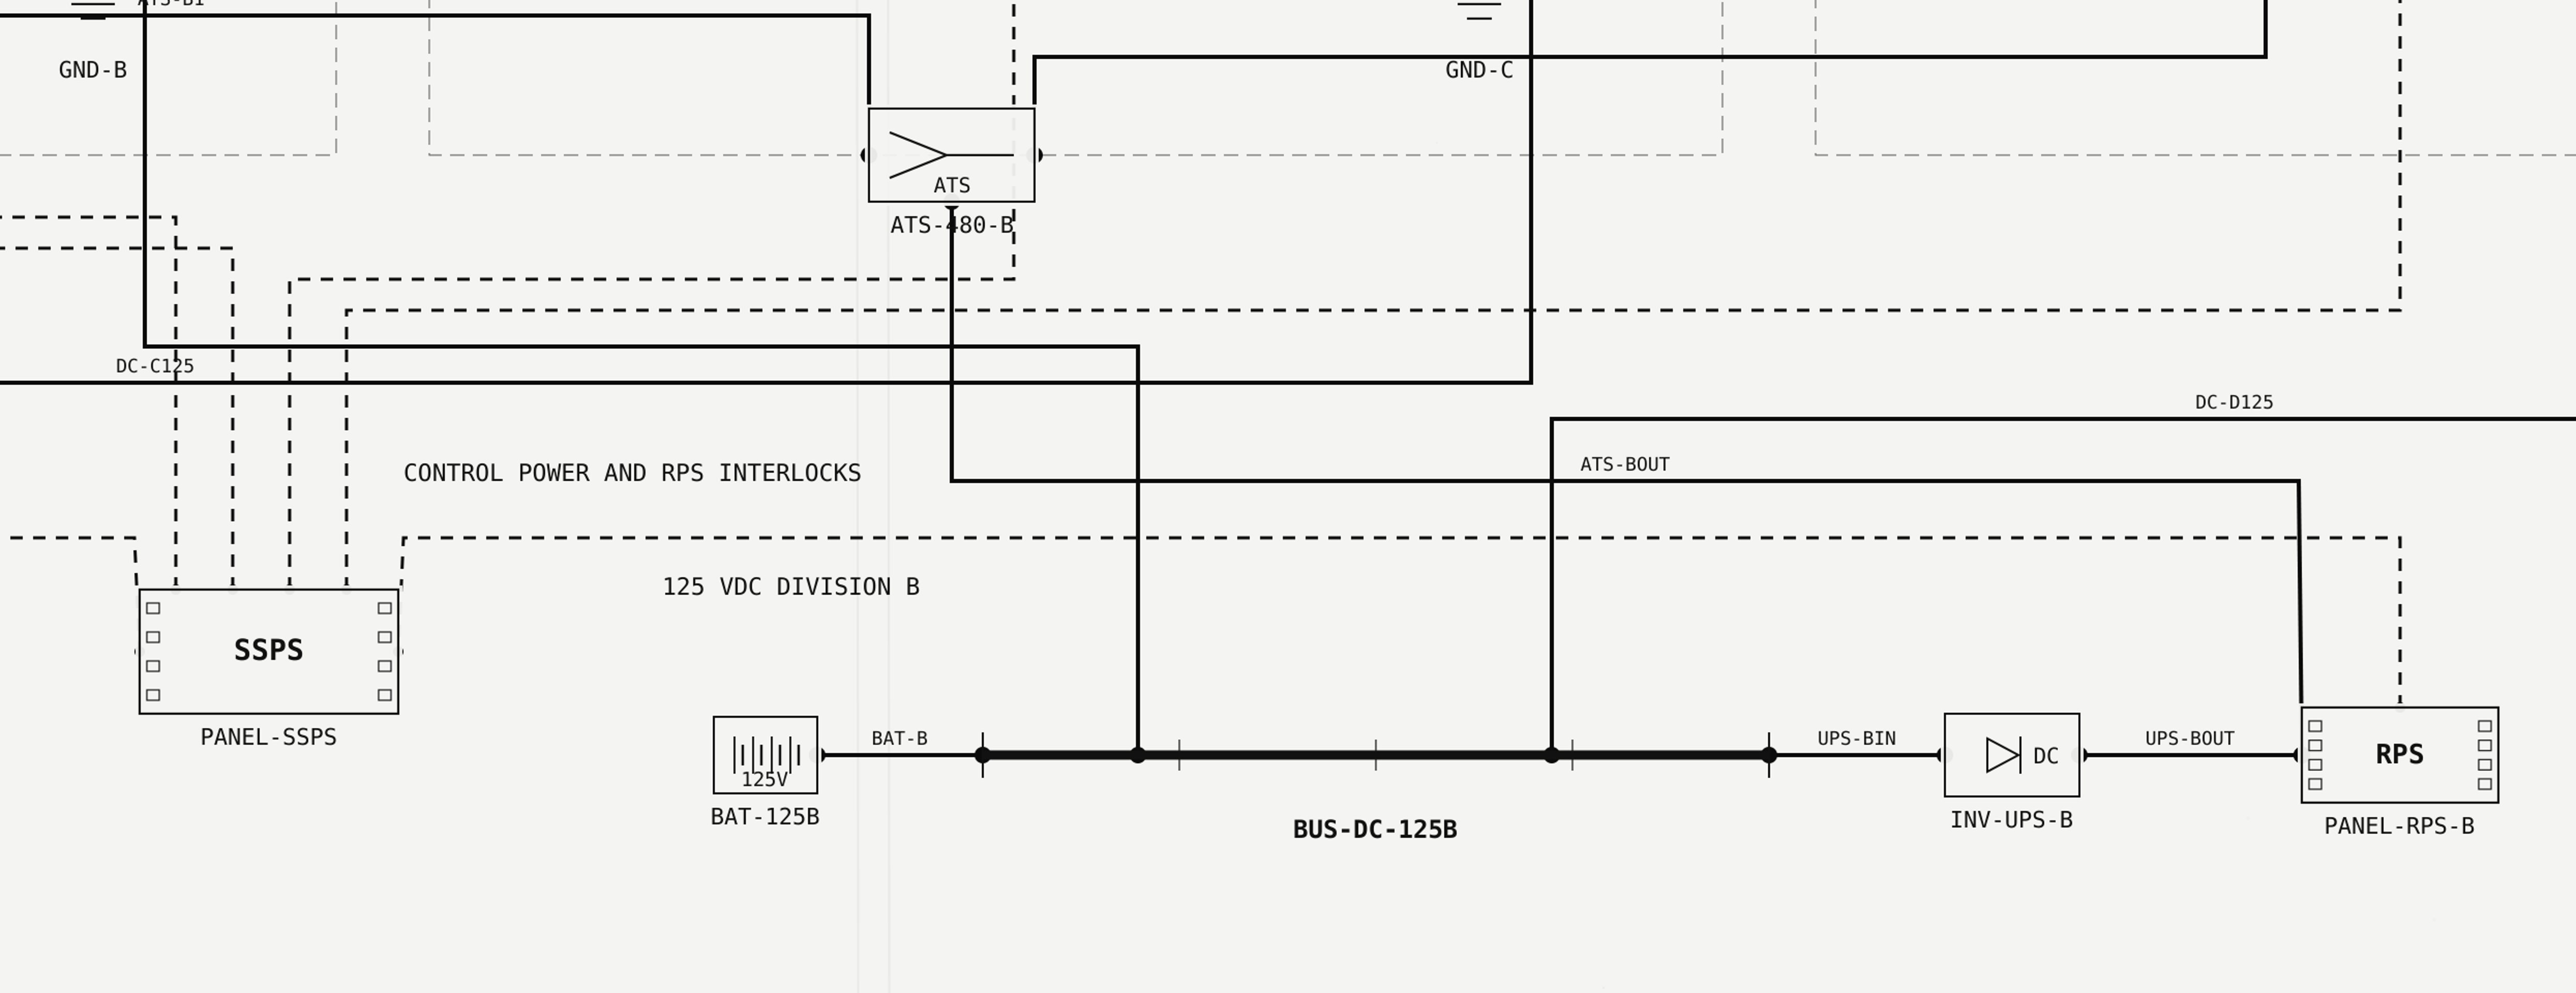 GND-B
GND-C
ATS
ATS-480-B
DC-C125
DC-D125
ATS-BOUT
CONTROL POWER AND RPS INTERLOCKS
125 VDC DIVISION B
SSPS
PANEL-SSPS
BAT-B
UPS-BIN
UPS-BOUT
125V
DC
RPS
BAT-125B
BUS-DC-125B
INV-UPS-B
PANEL-RPS-B